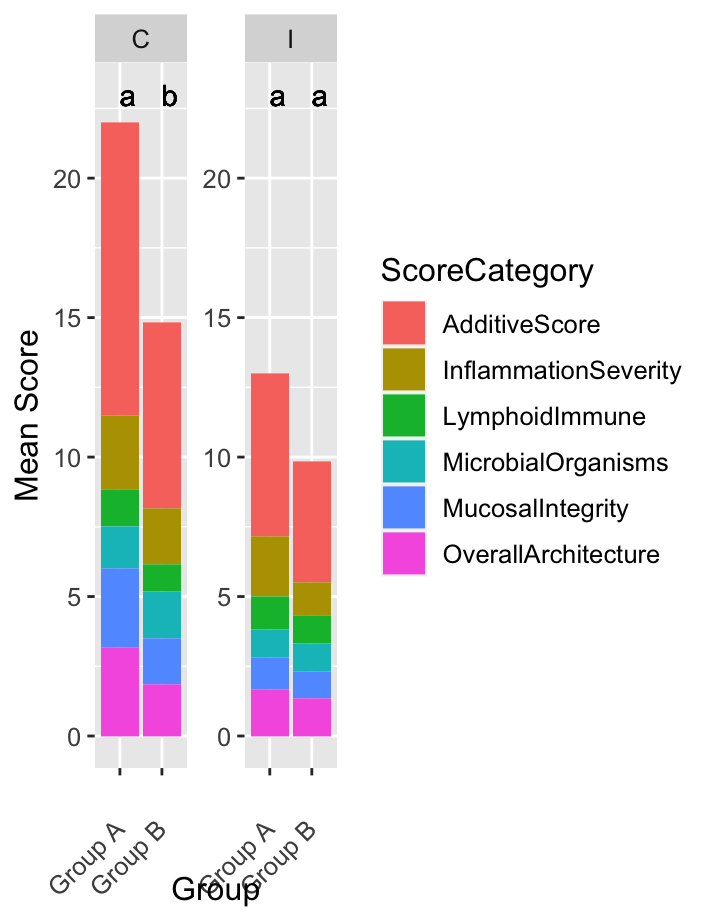 C I
a b a a
20 20
15 15
10 10
5 5
0 0
Mean Score
Group A Group B Group A Group B
Group
ScoreCategory
AdditiveScore
InflammationSeverity
LymphoidImmune
MicrobialOrganisms
MucosalIntegrity
OverallArchitecture